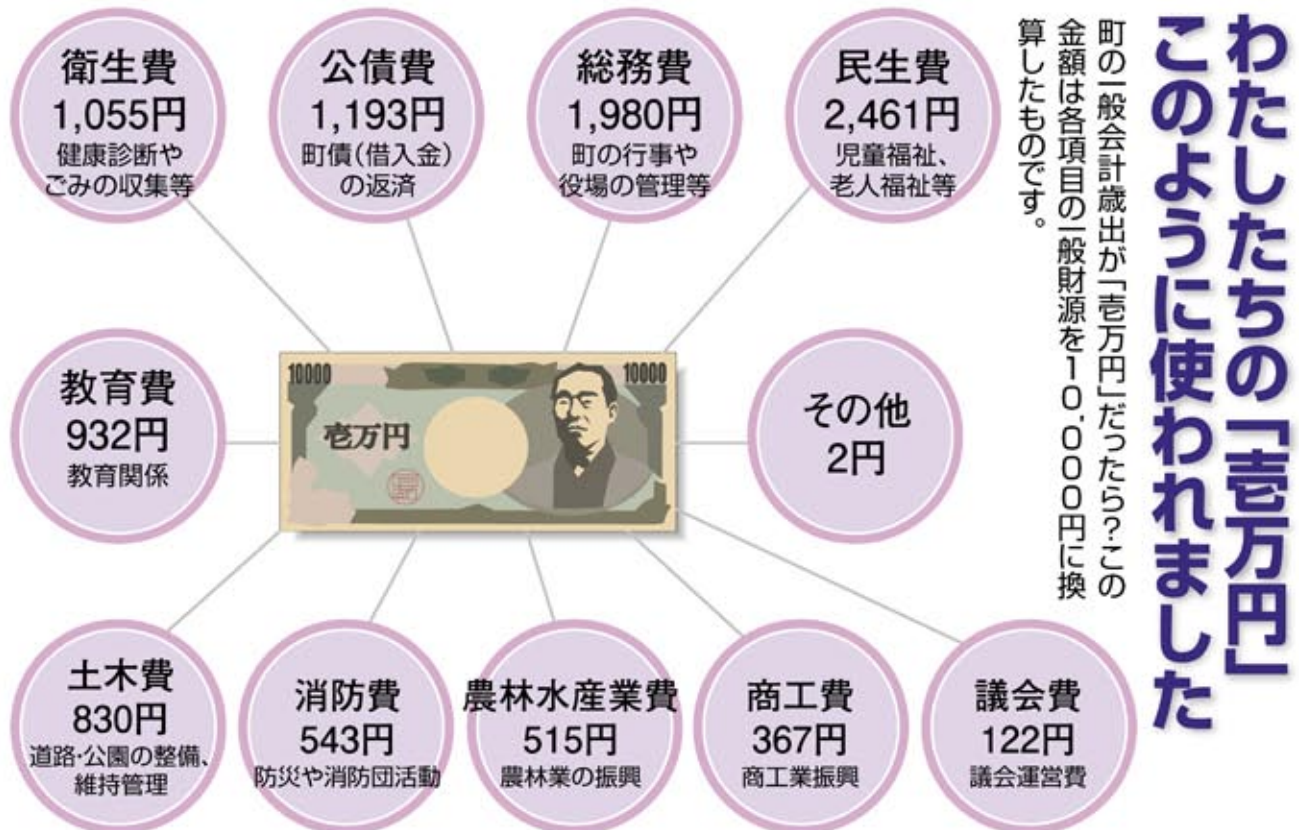 わたしたちの「壱万円」
このように使われました
町の一般会計歳出が「壱万円」だったら？この
金額は各項目の一般財源を10,000円に換
算したものです。
衛生費
1,055円
健康診断や
ごみの収集等
公債費
1,193円
町債(借入金)
の返済
総務費
1,980円
町の行事や
役場の管理等
民生費
2,461円
児童福祉、
老人福祉等
教育費
932円
教育関係
10000
10000
壱万円
その他
2円
土木費
830円
道路・公園の整備、
維持管理
消防費
543円
防災や消防団活動
農林水産業費
515円
農林業の振興
商工費
367円
商工業振興
議会費
122円
議会運営費